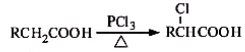 Cl
RCH₂COOH PCl₃ △ RCHCOOH